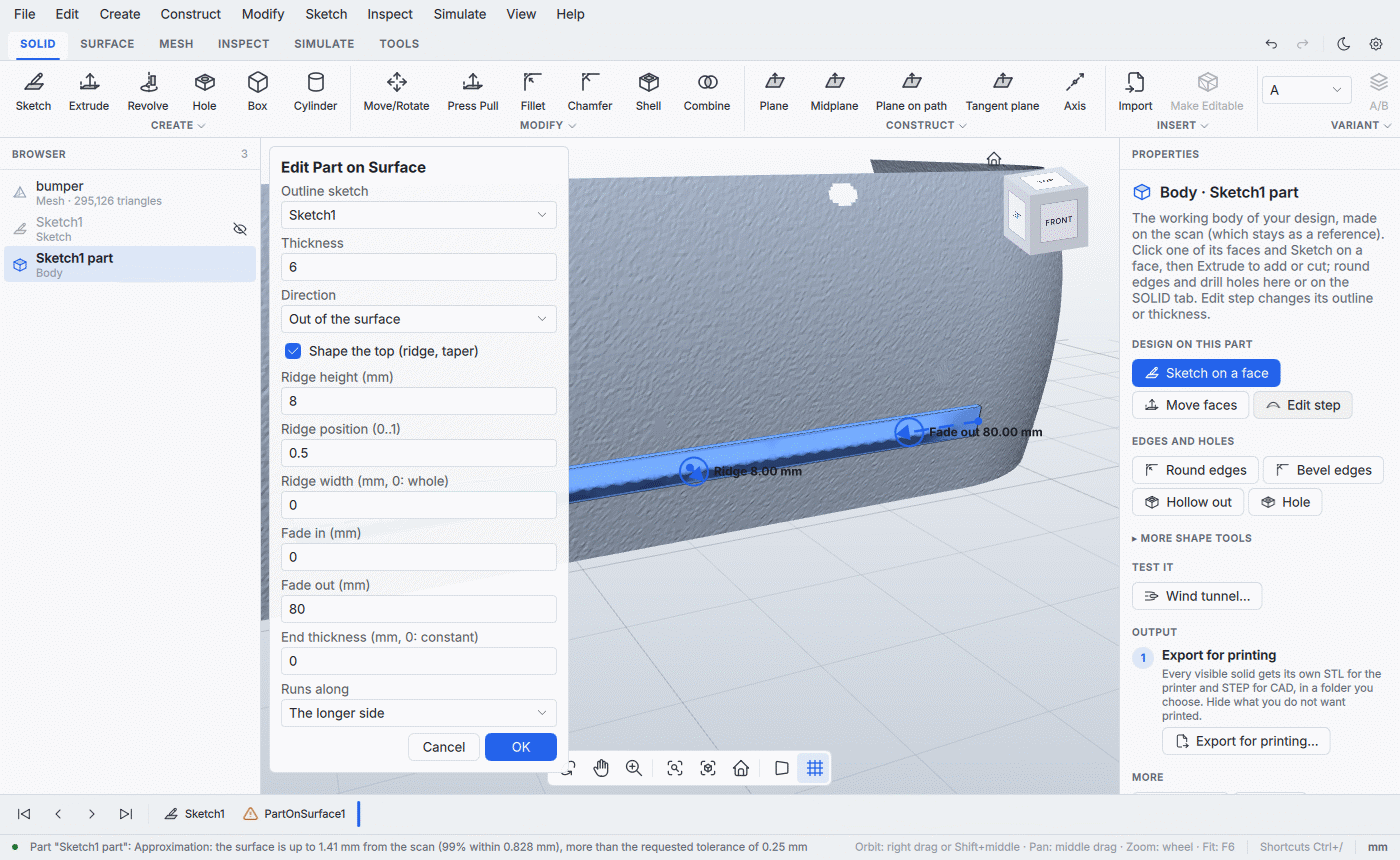 File Edit Create Construct Modify Sketch Inspect Simulate View Help
SOLID SURFACE MESH INSPECT SIMULATE TOOLS
Sketch Extrude Revolve Hole Box Cylinder Move/Rotate Press Pull Fillet Chamfer Shell Combine Plane Midplane Plane on path Tangent plane Axis Import Make Editable A A/B
CREATE MODIFY CONSTRUCT INSERT VARIANT
BROWSER 3
bumper
Mesh · 295,126 triangles
Sketch1
Sketch
Sketch1 part
Body
Edit Part on Surface
Outline sketch
Sketch1
Thickness
6
Direction
Out of the surface
Shape the top (ridge, taper)
Ridge height (mm)
8
Ridge position (0..1)
0.5
Ridge width (mm, 0: whole)
0
Fade in (mm)
0
Fade out (mm)
80
End thickness (mm, 0: constant)
0
Runs along
The longer side
Cancel OK
TOP
FRONT
Fade out 80.00 mm
Ridge 8.00 mm
PROPERTIES
Body · Sketch1 part
The working body of your design, made
on the scan (which stays as a reference).
Click one of its faces and Sketch on a
face, then Extrude to add or cut; round
edges and drill holes here or on the
SOLID tab. Edit step changes its outline
or thickness.
DESIGN ON THIS PART
Sketch on a face
Move faces Edit step
EDGES AND HOLES
Round edges Bevel edges
Hollow out Hole
MORE SHAPE TOOLS
TEST IT
Wind tunnel...
OUTPUT
1 Export for printing
Every visible solid gets its own STL for the
printer and STEP for CAD, in a folder you
choose. Hide what you do not want
printed.
Export for printing...
MORE
Sketch1 PartOnSurface1
Part "Sketch1 part": Approximation: the surface is up to 1.41 mm from the scan (99% within 0.828 mm), more than the requested tolerance of 0.25 mm
Orbit: right drag or Shift+middle · Pan: middle drag · Zoom: wheel · Fit: F6 Shortcuts Ctrl+/ mm